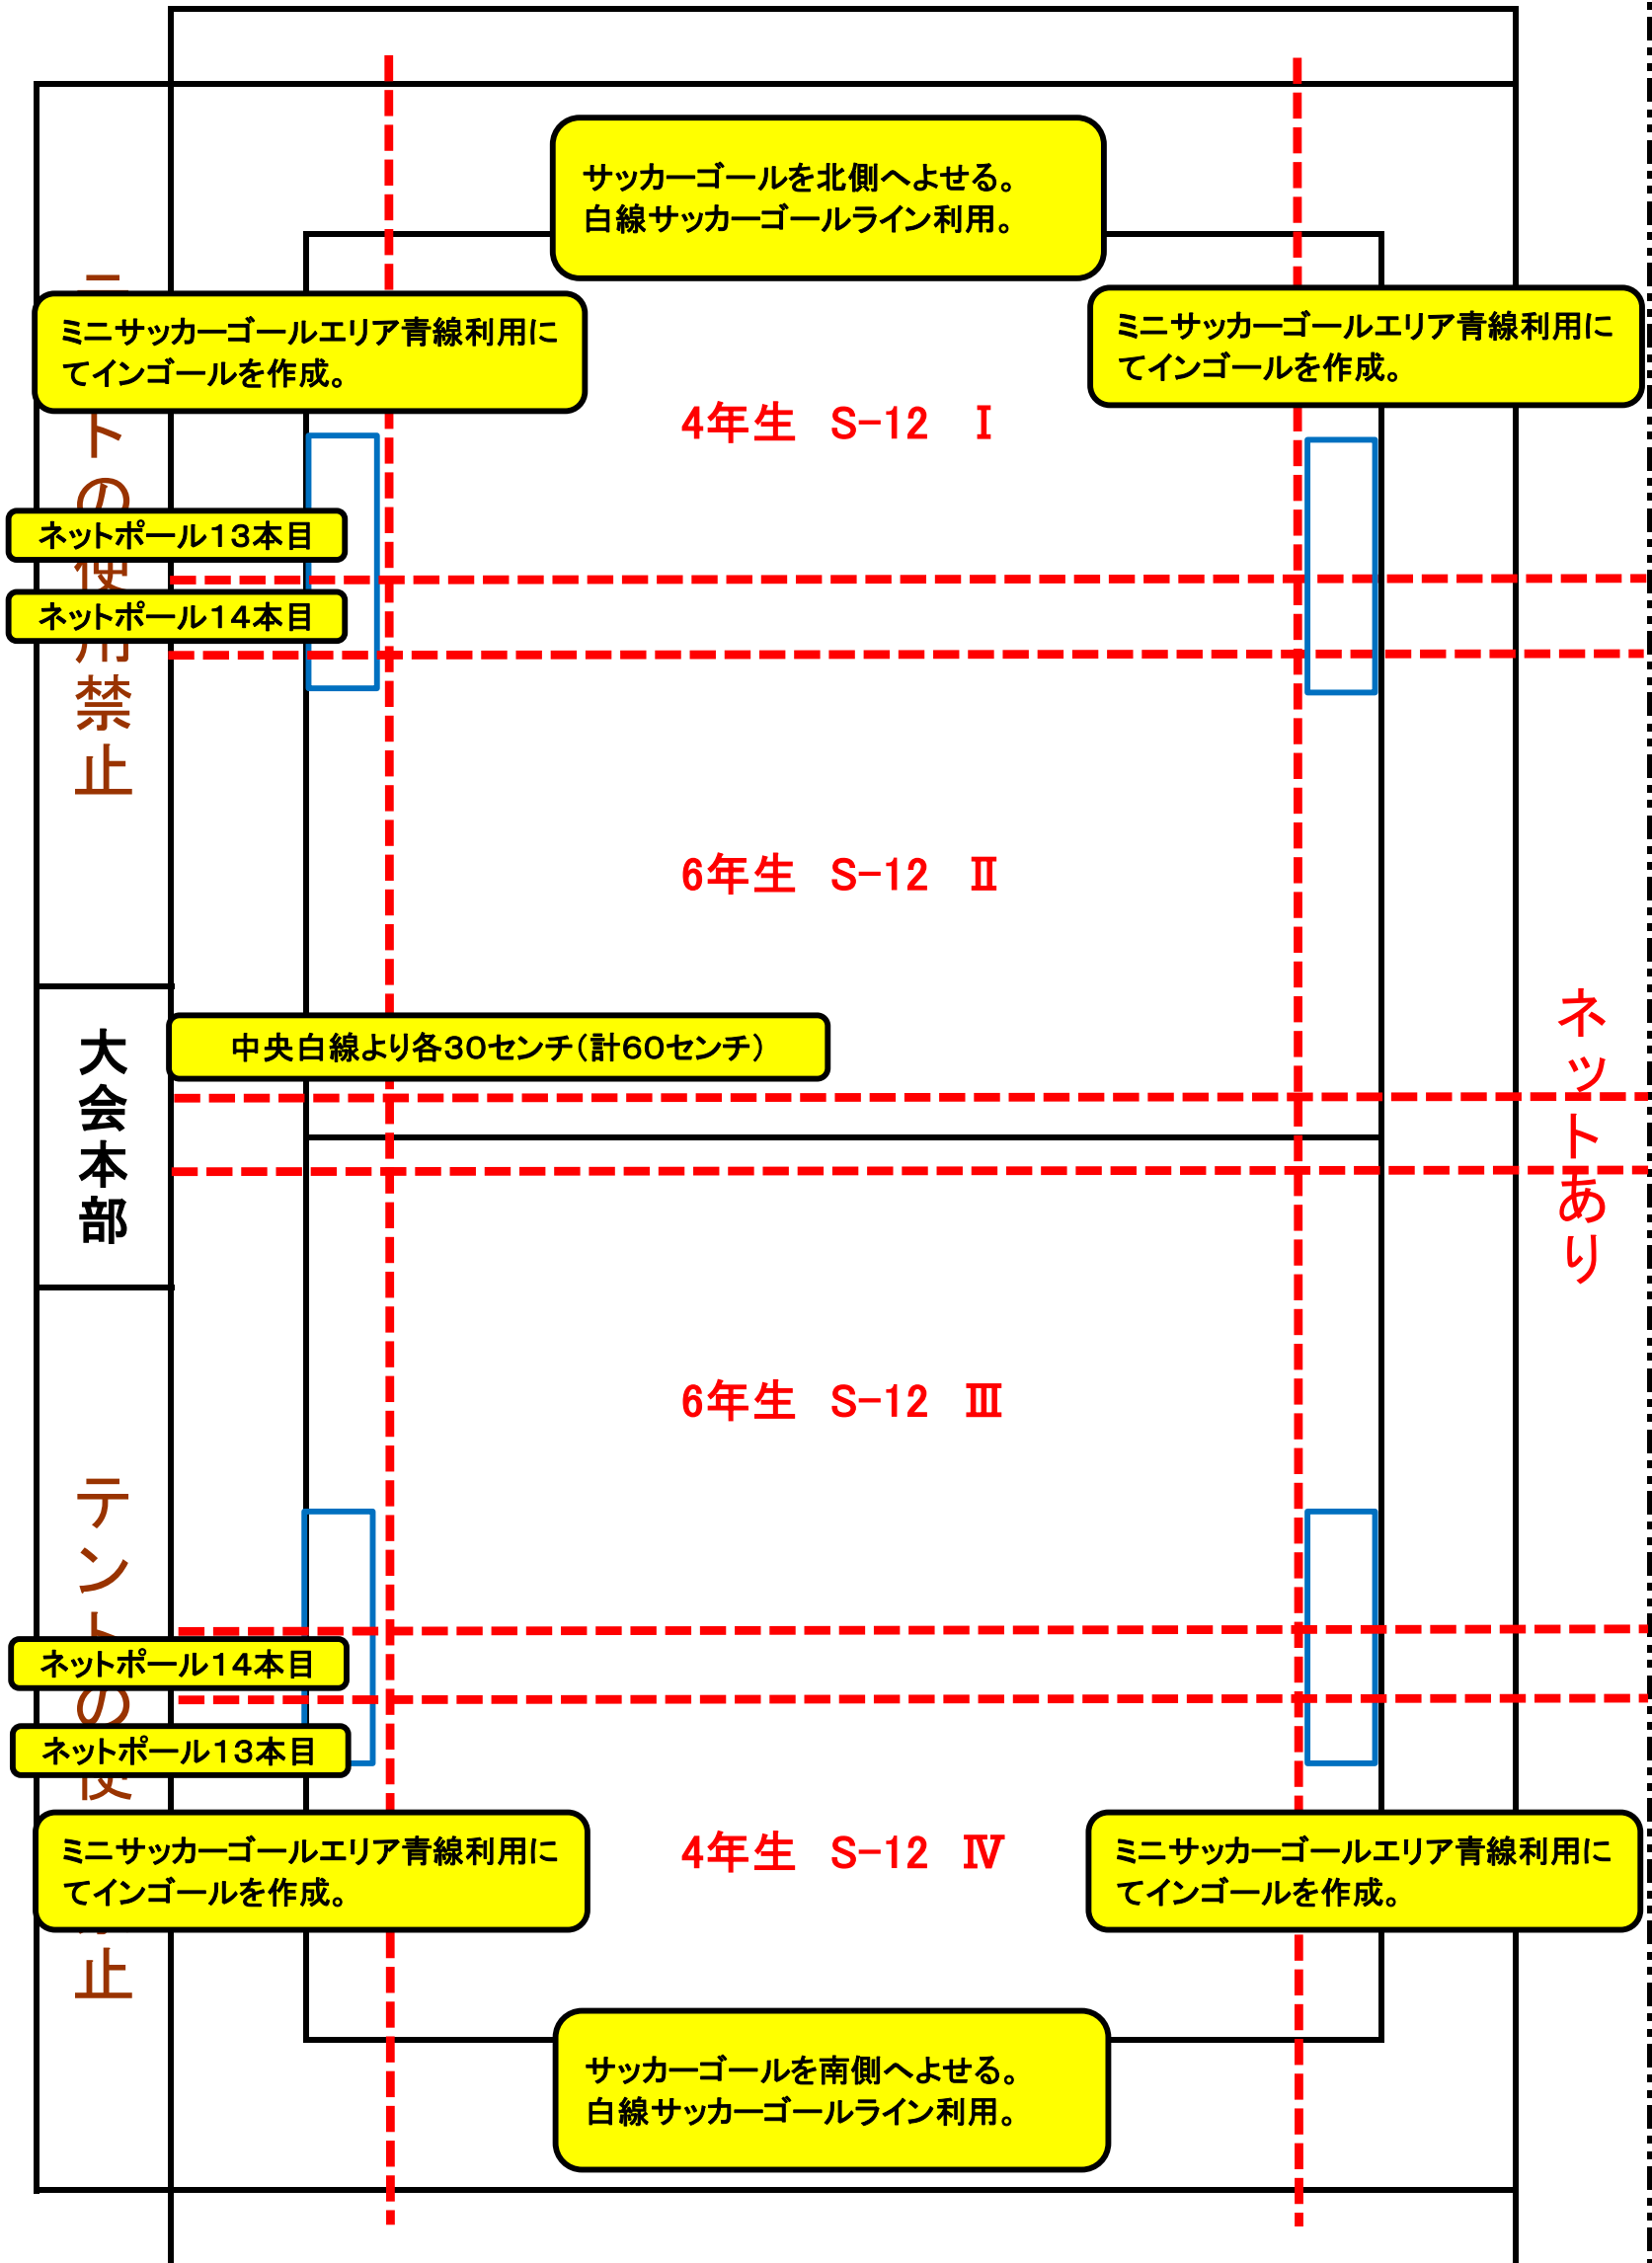 サッカーゴールを北側へよせる。
白線サッカーゴールライン利用。
ミニサッカーゴールエリア青線利用に
てインゴールを作成。
ミニサッカーゴールエリア青線利用に
てインゴールを作成。
4年生 S-12 Ⅰ
ネットポール13本目
ネットポール14本目
トの使用禁止
6年生 S-12 Ⅱ
中央白線より各30センチ(計60センチ)
大会本部
ネットあり
6年生 S-12 Ⅲ
テントの使
止
ネットポール14本目
ネットポール13本目
ミニサッカーゴールエリア青線利用に
てインゴールを作成。
4年生 S-12 Ⅳ
ミニサッカーゴールエリア青線利用に
てインゴールを作成。
サッカーゴールを南側へよせる。
白線サッカーゴールライン利用。